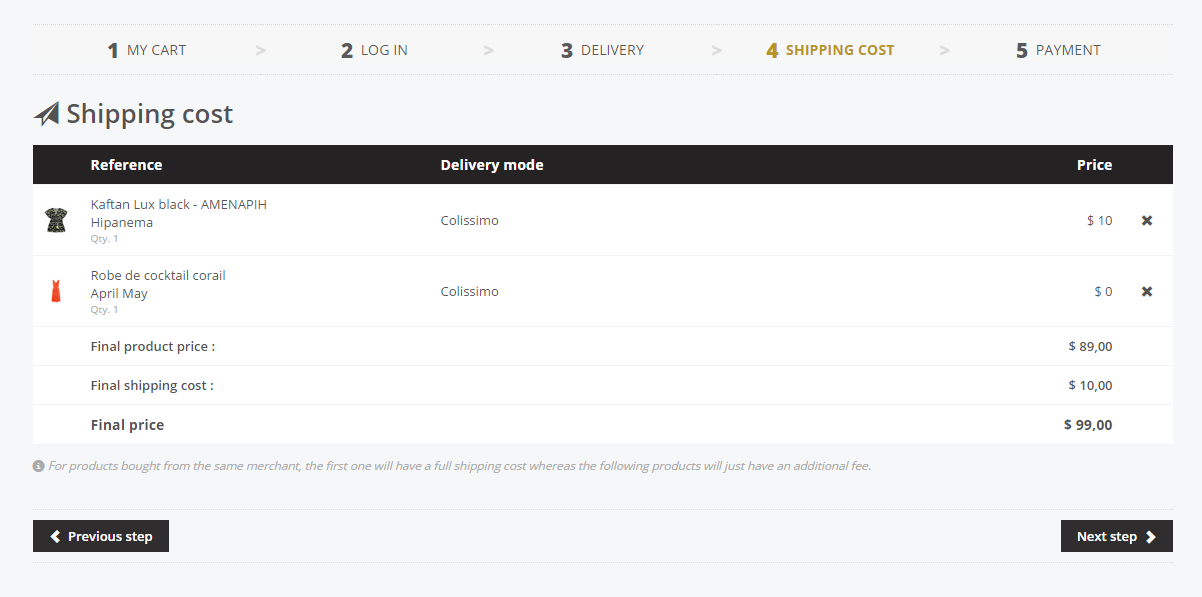 1 MY CART > 2 LOG IN > 3 DELIVERY > 4 SHIPPING COST > 5 PAYMENT
Shipping cost
Reference Delivery mode Price
Kaftan Lux black - AMENAPIH
Hipanema
Qty. 1
Colissimo
$ 10
Robe de cocktail corail
April May
Qty. 1
Colissimo
$ 0
Final product price : $ 89,00
Final shipping cost : $ 10,00
Final price $ 99,00
For products bought from the same merchant, the first one will have a full shipping cost whereas the following products will just have an additional fee.
Previous step Next step